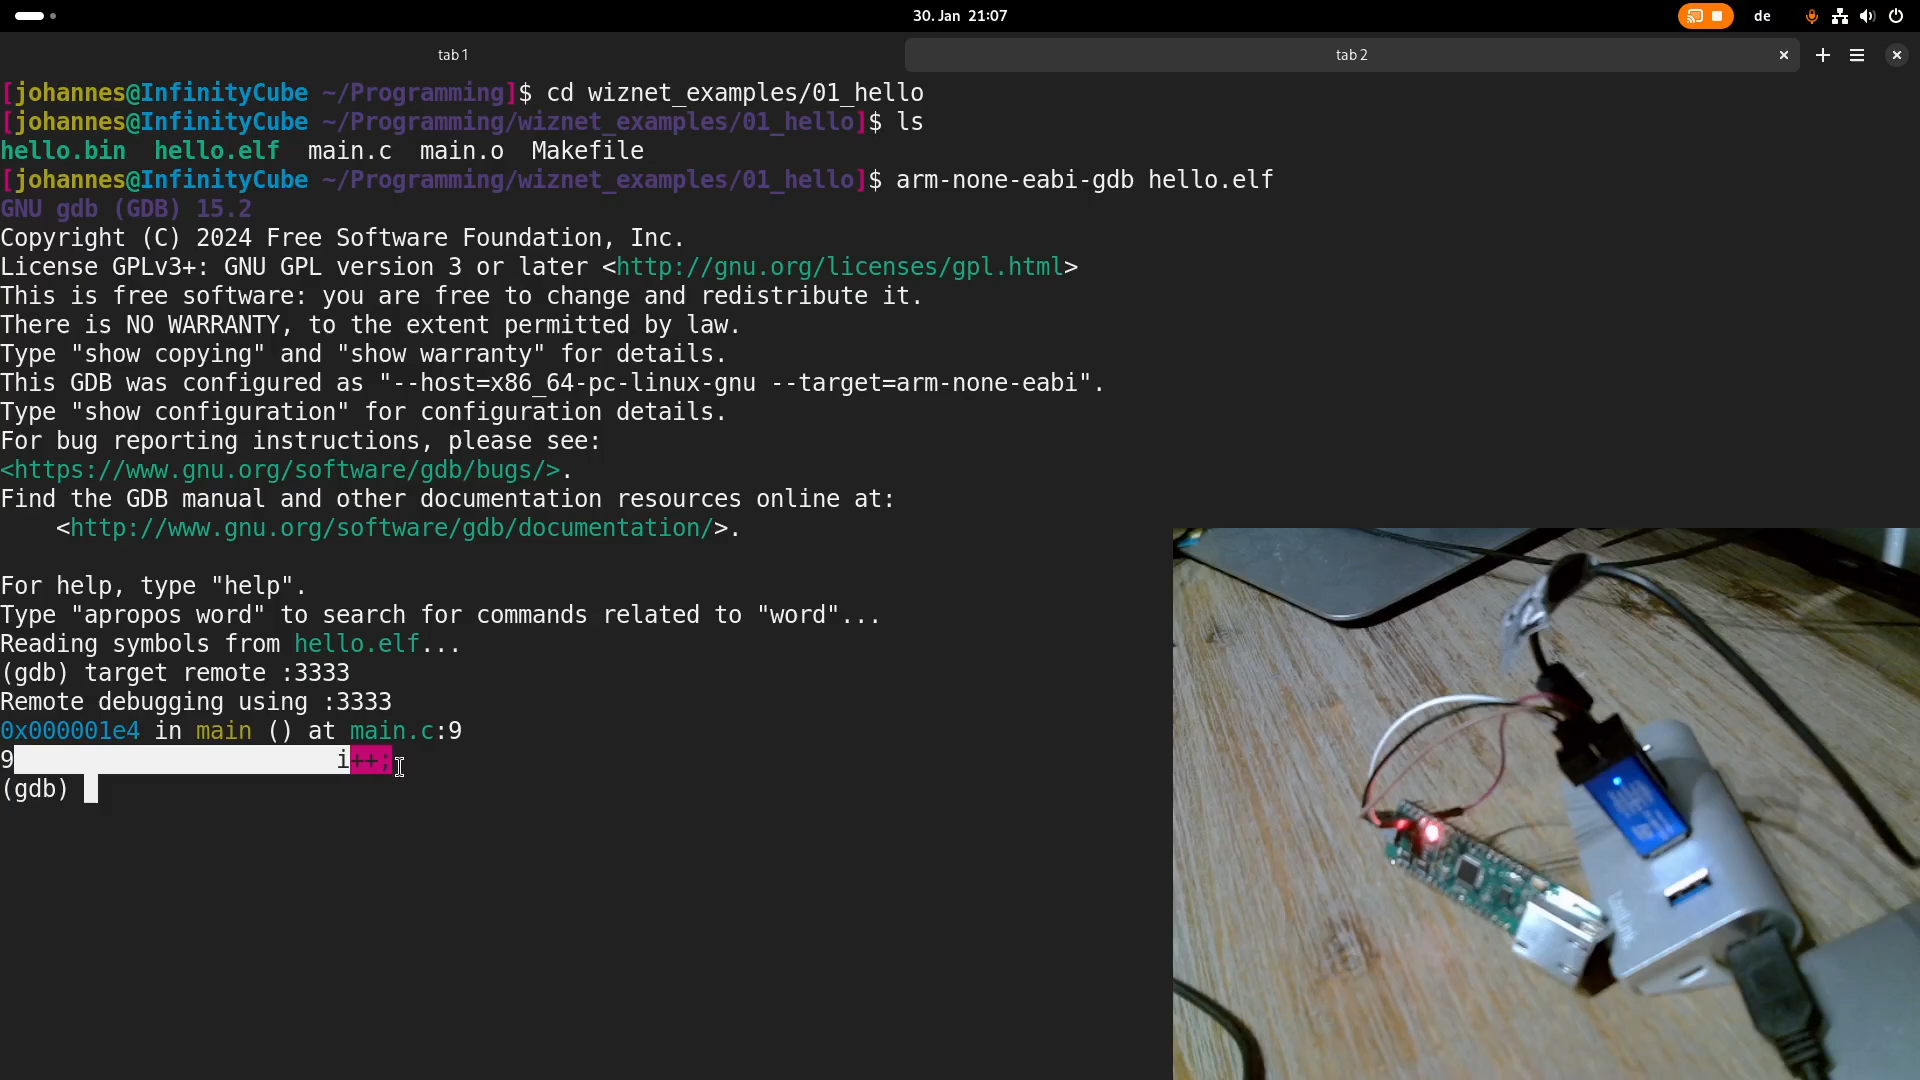 30. Jan 21:07
de
tab 1
tab 2
[johannes@InfinityCube ~/Programming]$ cd wiznet_examples/01_hello
[johannes@InfinityCube ~/Programming/wiznet_examples/01_hello]$ ls
hello.bin  hello.elf  main.c  main.o  Makefile
[johannes@InfinityCube ~/Programming/wiznet_examples/01_hello]$ arm-none-eabi-gdb hello.elf
GNU gdb (GDB) 15.2
Copyright (C) 2024 Free Software Foundation, Inc.
License GPLv3+: GNU GPL version 3 or later <http://gnu.org/licenses/gpl.html>
This is free software: you are free to change and redistribute it.
There is NO WARRANTY, to the extent permitted by law.
Type "show copying" and "show warranty" for details.
This GDB was configured as "--host=x86_64-pc-linux-gnu --target=arm-none-eabi".
Type "show configuration" for configuration details.
For bug reporting instructions, please see:
<https://www.gnu.org/software/gdb/bugs/>.
Find the GDB manual and other documentation resources online at:
    <http://www.gnu.org/software/gdb/documentation/>.
For help, type "help".
Type "apropos word" to search for commands related to "word"...
Reading symbols from hello.elf...
(gdb) target remote :3333
Remote debugging using :3333
0x000001e4 in main () at main.c:9
9                       i++;
(gdb)